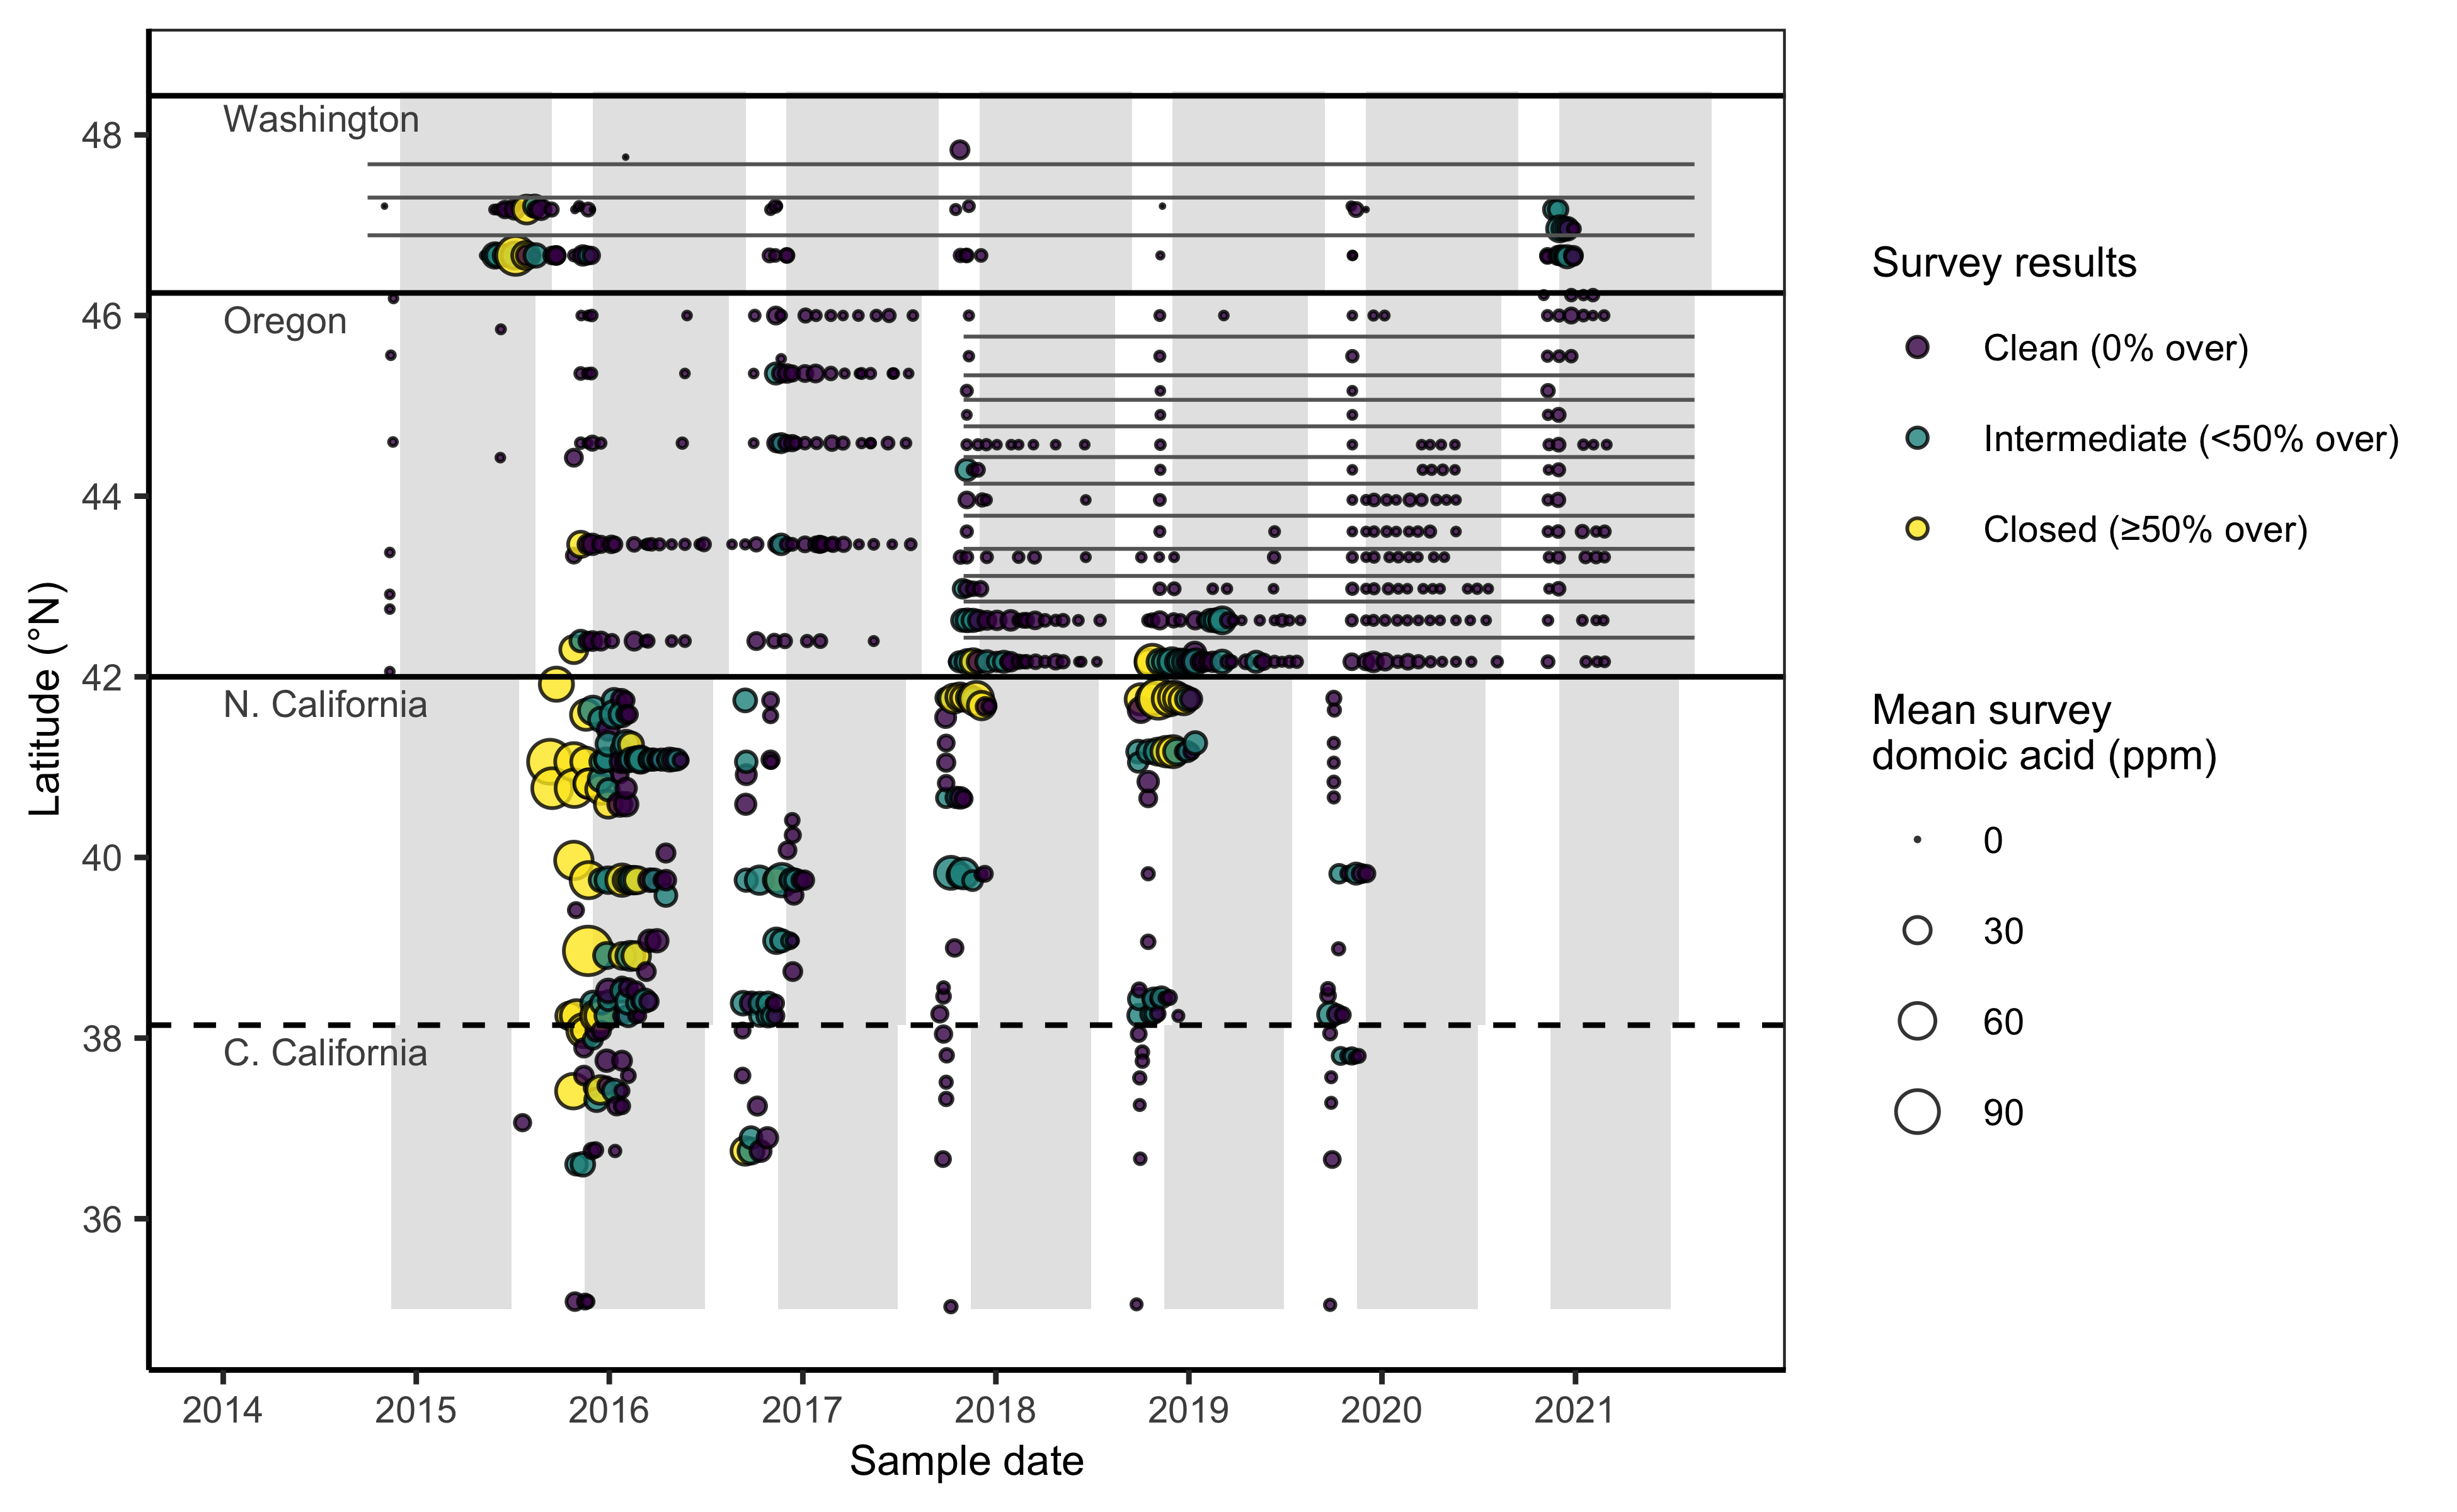 Washington
Oregon
N. California
C. California
48
46
44
42
40
38
36
Latitude (°N)
2014 2015 2016 2017 2018 2019 2020 2021
Sample date
Survey results
Clean (0% over)
Intermediate (<50% over)
Closed (≥50% over)
Mean survey
domoic acid (ppm)
0
30
60
90